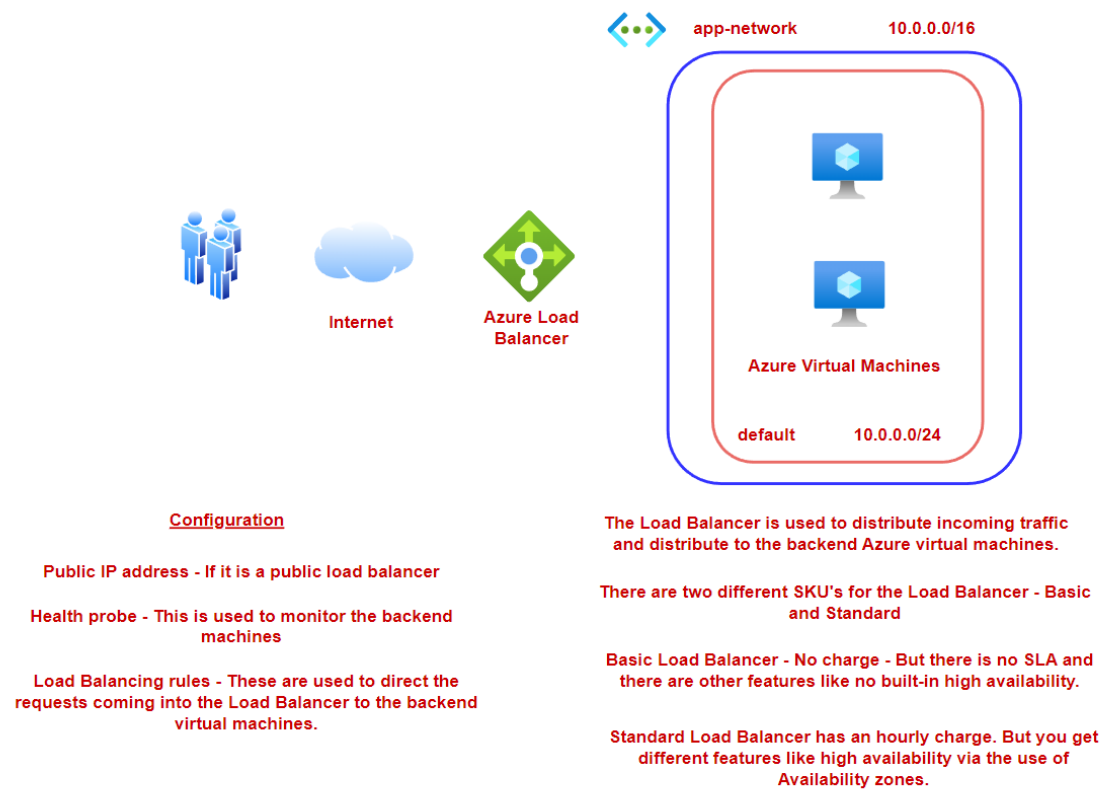 app-network 10.0.0.0/16
Internet
Azure Load
Balancer
Azure Virtual Machines
default 10.0.0.0/24
Configuration
Public IP address - If it is a public load balancer
Health probe - This is used to monitor the backend
machines
Load Balancing rules - These are used to direct the
requests coming into the Load Balancer to the backend
virtual machines.
The Load Balancer is used to distribute incoming traffic
and distribute to the backend Azure virtual machines.
There are two different SKU's for the Load Balancer - Basic
and Standard
Basic Load Balancer - No charge - But there is no SLA and
there are other features like no built-in high availability.
Standard Load Balancer has an hourly charge. But you get
different features like high availability via the use of
Availability zones.